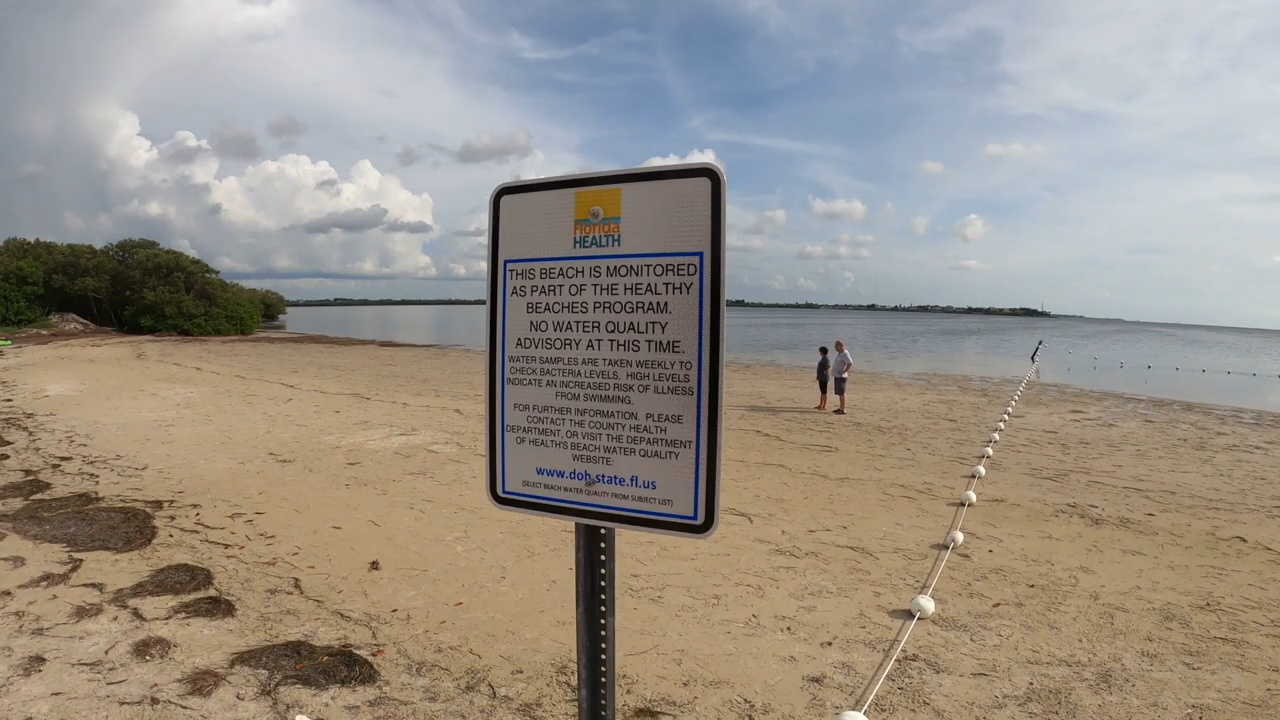 Florida
HEALTH
THIS BEACH IS MONITORED
AS PART OF THE HEALTHY
BEACHES PROGRAM.
NO WATER QUALITY
ADVISORY AT THIS TIME.
WATER SAMPLES ARE TAKEN WEEKLY TO
CHECK BACTERIA LEVELS. HIGH LEVELS
INDICATE AN INCREASED RISK OF ILLNESS
FROM SWIMMING.
FOR FURTHER INFORMATION. PLEASE
CONTACT THE COUNTY HEALTH
DEPARTMENT, OR VISIT THE DEPARTMENT
OF HEALTH'S BEACH WATER QUALITY
WEBSITE:
www.doh.state.fl.us
(SELECT BEACH WATER QUALITY FROM SUBJECT LIST)